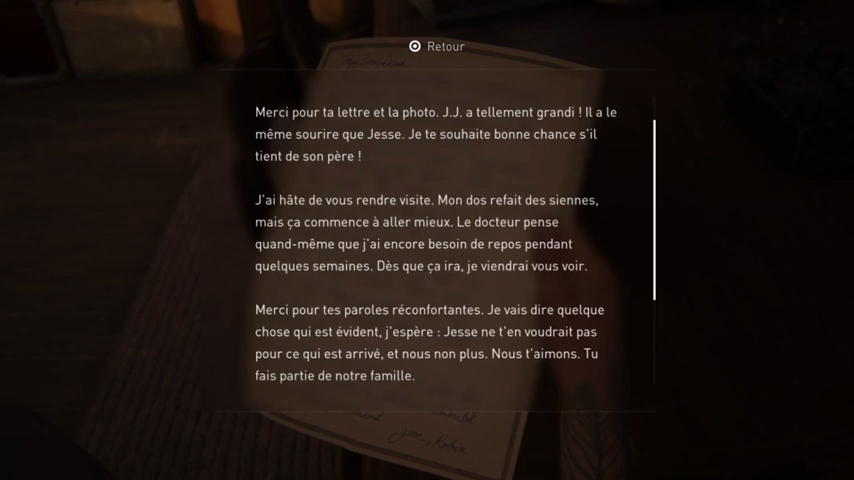 Retour
Merci pour ta lettre et la photo. J.J. a tellement grandi ! Il a le
même sourire que Jesse. Je te souhaite bonne chance s'il
tient de son père !
J'ai hâte de vous rendre visite. Mon dos refait des siennes,
mais ça commence à aller mieux. Le docteur pense
quand-même que j'ai encore besoin de repos pendant
quelques semaines. Dès que ça ira, je viendrai vous voir.
Merci pour tes paroles réconfortantes. Je vais dire quelque
chose qui est évident, j'espère : Jesse ne t'en voudrait pas
pour ce qui est arrivé, et nous non plus. Nous t'aimons. Tu
fais partie de notre famille.
Love, Robin